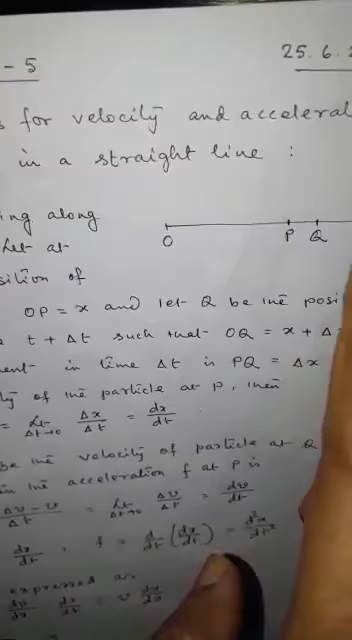 - 5 25.6.
for velocity and accelerat
in a straight line :
ing along
O P Q
Let at
sition of
OP = x and let Q be the posi
t + Δt such that OQ = x + Δ
ment in time Δt is PQ = Δx
ty of the particle at P, then
= Lt Δt→0 Δx/Δt = dx/dt
be the velocity of particle at Q
the acceleration f at P is
Δt = Lt Δt→0 Δv/Δt = dv/dt
dx/dt , f = d/dt (dx/dt) = d²x/dt²
expressed as
dv/dx dx/dt = v dv/dx